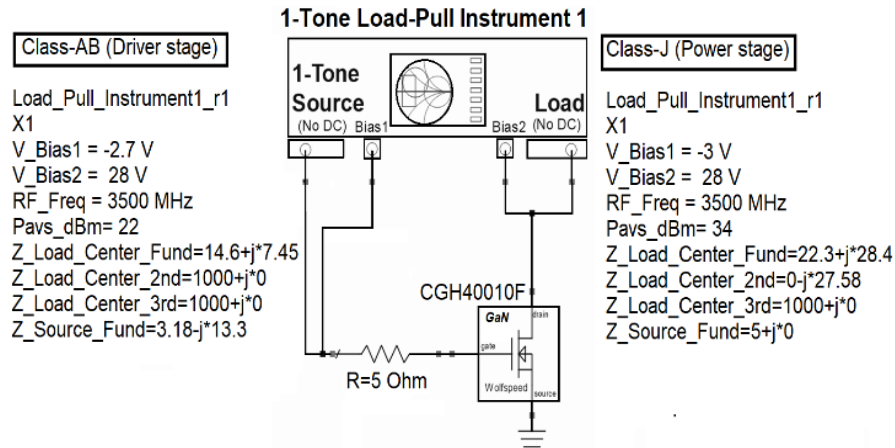 1-Tone Load-Pull Instrument 1
Class-AB (Driver stage)
Load_Pull_Instrument1_r1
X1
V_Bias1 = -2.7 V
V_Bias2 = 28 V
RF_Freq = 3500 MHz
Pavs_dBm= 22
Z_Load_Center_Fund=14.6+j*7.45
Z_Load_Center_2nd=1000+j*0
Z_Load_Center_3rd=1000+j*0
Z_Source_Fund=3.18-j*13.3
1-Tone
Source
(No DC)
Bias1
Load
Bias2
(No DC)
CGH40010F
GaN
drain
gate
Wolfspeed
source
R=5 Ohm
Class-J (Power stage)
Load_Pull_Instrument1_r1
X1
V_Bias1 = -3 V
V_Bias2 = 28 V
RF_Freq = 3500 MHz
Pavs_dBm= 34
Z_Load_Center_Fund=22.3+j*28.4
Z_Load_Center_2nd=0-j*27.58
Z_Load_Center_3rd=1000+j*0
Z_Source_Fund=5+j*0